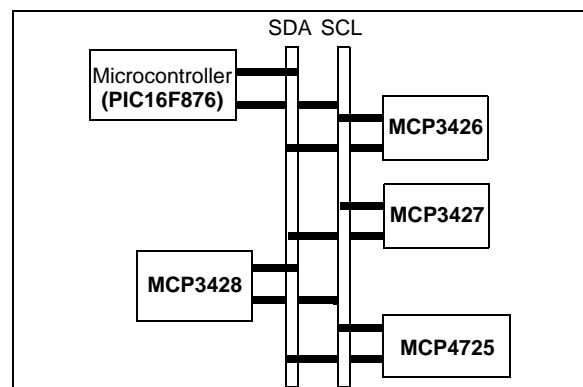 SDA SCL
Microcontroller
(PIC16F876)
MCP3426
MCP3427
MCP3428
MCP4725